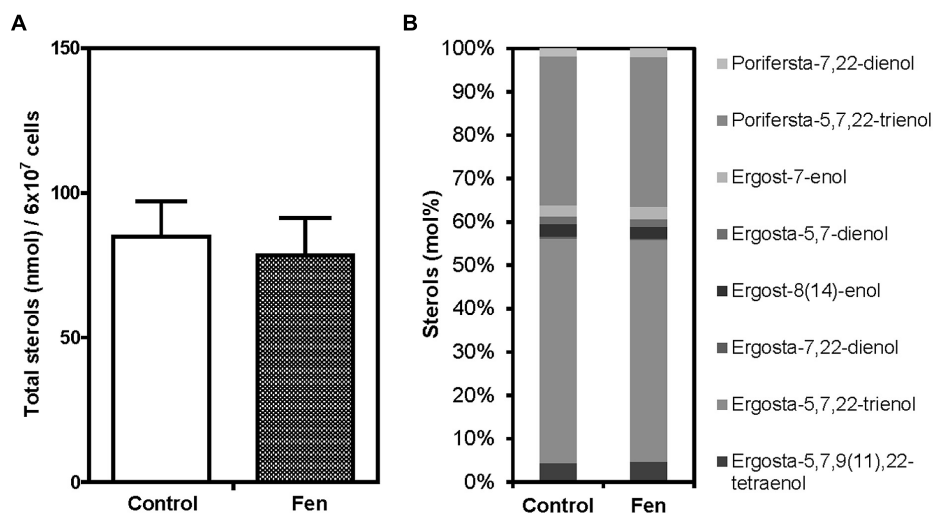 A
Total sterols (nmol) / 6x10⁷ cells
150
100
50
0
Control
Fen
B
Sterols (mol%)
100%
90%
80%
70%
60%
50%
40%
30%
20%
10%
0%
Control
Fen
Porifersta-7,22-dienol
Porifersta-5,7,22-trienol
Ergost-7-enol
Ergosta-5,7-dienol
Ergost-8(14)-enol
Ergosta-7,22-dienol
Ergosta-5,7,22-trienol
Ergosta-5,7,9(11),22-
tetraenol